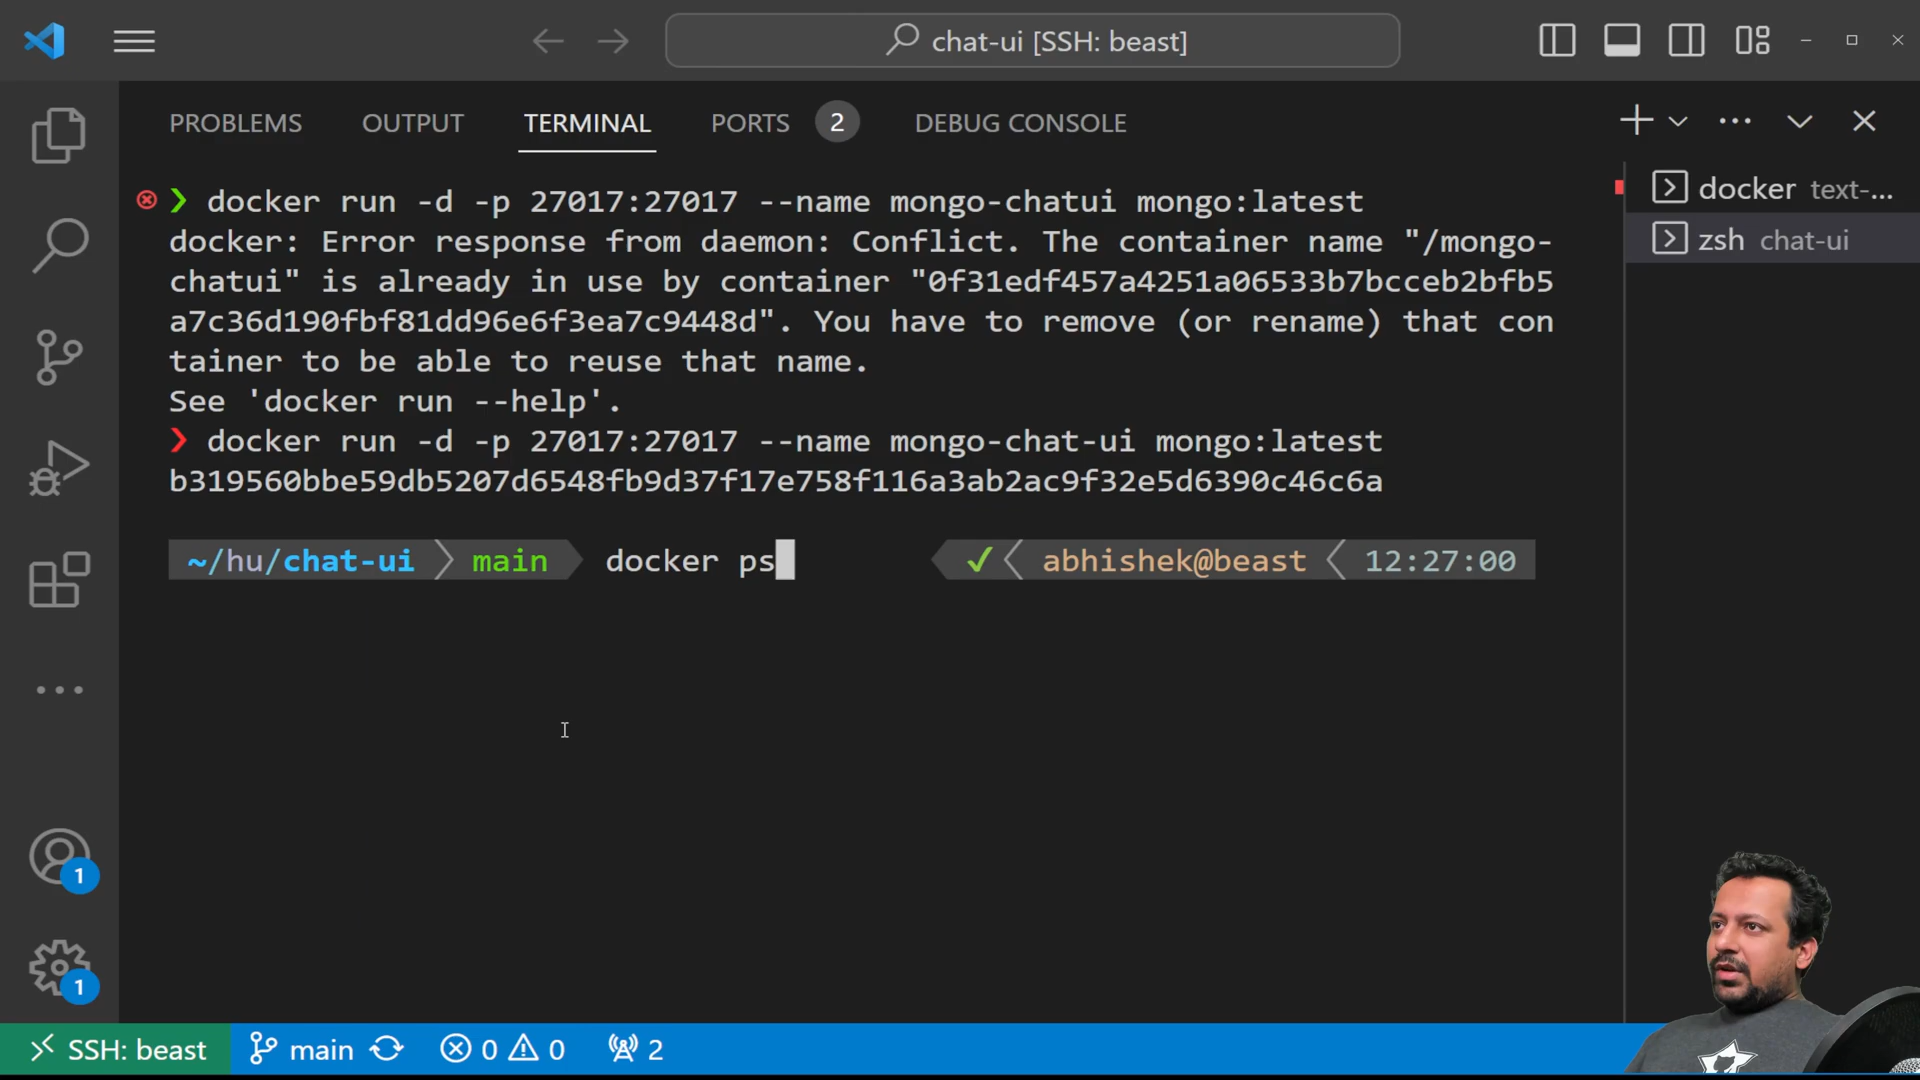 chat-ui [SSH: beast]
PROBLEMS OUTPUT TERMINAL PORTS 2 DEBUG CONSOLE
❯ docker run -d -p 27017:27017 --name mongo-chatui mongo:latest
docker: Error response from daemon: Conflict. The container name "/mongo-
chatui" is already in use by container "0f31edf457a4251a06533b7bcceb2bfb5
a7c36d190fbf81dd96e6f3ea7c9448d". You have to remove (or rename) that con
tainer to be able to reuse that name.
See 'docker run --help'.
❯ docker run -d -p 27017:27017 --name mongo-chat-ui mongo:latest
b319560bbe59db5207d6548fb9d37f17e758f116a3ab2ac9f32e5d6390c46c6a
~/hu/chat-ui main docker ps ✓ abhishek@beast 12:27:00
docker text-...
zsh chat-ui
1
1
SSH: beast main 0 0 2